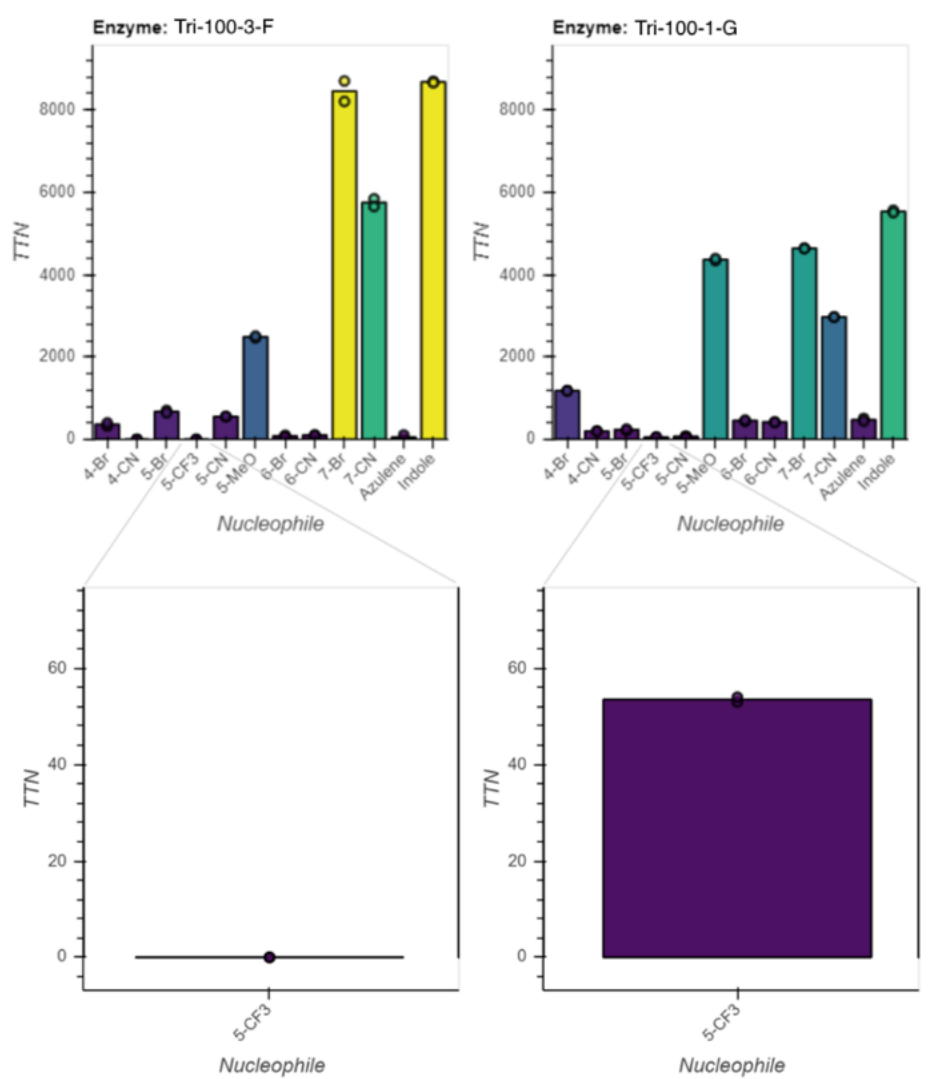 Enzyme: Tri-100-3-F
TTN
8000
6000
4000
2000
0
4-Br
4-CN
5-Br
5-CF3
5-CN
5-MeO
6-Br
6-CN
7-Br
7-CN
Azulene
Indole
Nucleophile
Enzyme: Tri-100-1-G
TTN
8000
6000
4000
2000
0
4-Br
4-CN
5-Br
5-CF3
5-CN
5-MeO
6-Br
6-CN
7-Br
7-CN
Azulene
Indole
Nucleophile
TTN
60
40
20
0
5-CF3
Nucleophile
TTN
60
40
20
0
5-CF3
Nucleophile